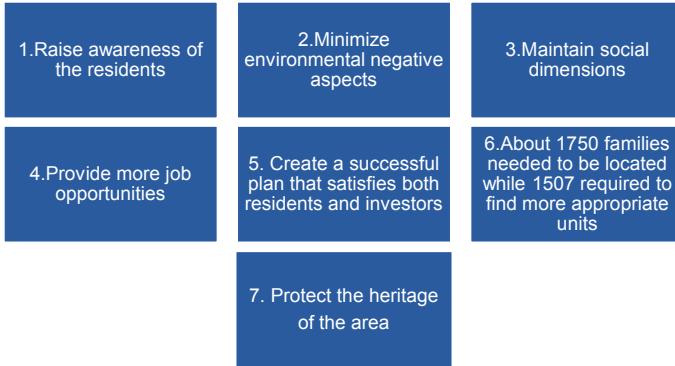 1.Raise awareness of
the residents
2.Minimize
environmental negative
aspects
3.Maintain social
dimensions
4.Provide more job
opportunities
5. Create a successful
plan that satisfies both
residents and investors
6.About 1750 families
needed to be located
while 1507 required to
find more appropriate
units
7. Protect the heritage
of the area